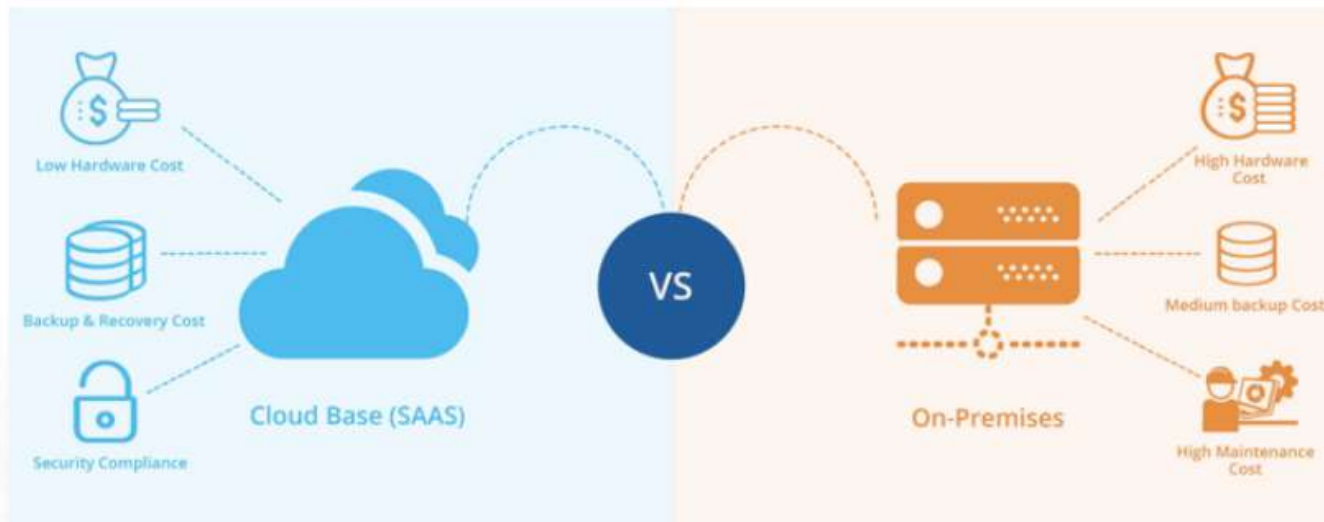 $
Low Hardware Cost
Backup & Recovery Cost
Security Compliance
Cloud Base (SAAS)
VS
On-Premises
$
High Hardware
Cost
Medium backup Cost
High Maintenance
Cost